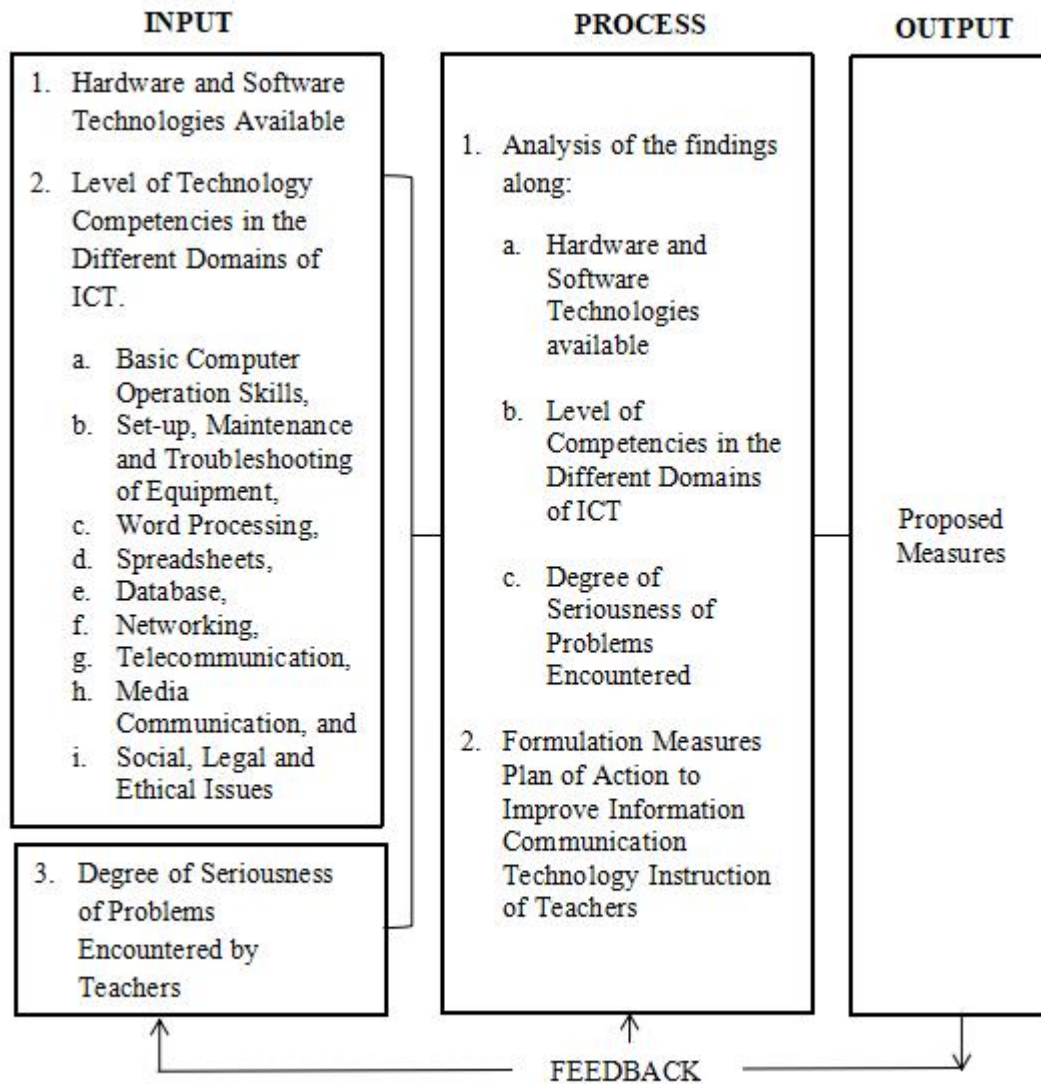 INPUT
1. Hardware and Software
Technologies Available
2. Level of Technology
Competencies in the
Different Domains of
ICT.
a. Basic Computer
Operation Skills,
b. Set-up, Maintenance
and Troubleshooting
of Equipment,
c. Word Processing,
d. Spreadsheets,
e. Database,
f. Networking,
g. Telecommunication,
h. Media
Communication, and
i. Social, Legal and
Ethical Issues
3. Degree of Seriousness
of Problems
Encountered by
Teachers
PROCESS
1. Analysis of the findings
along:
a. Hardware and
Software
Technologies
available
b. Level of
Competencies in the
Different Domains
of ICT
c. Degree of
Seriousness of
Problems
Encountered
2. Formulation Measures
Plan of Action to
Improve Information
Communication
Technology Instruction
of Teachers
OUTPUT
Proposed
Measures
FEEDBACK